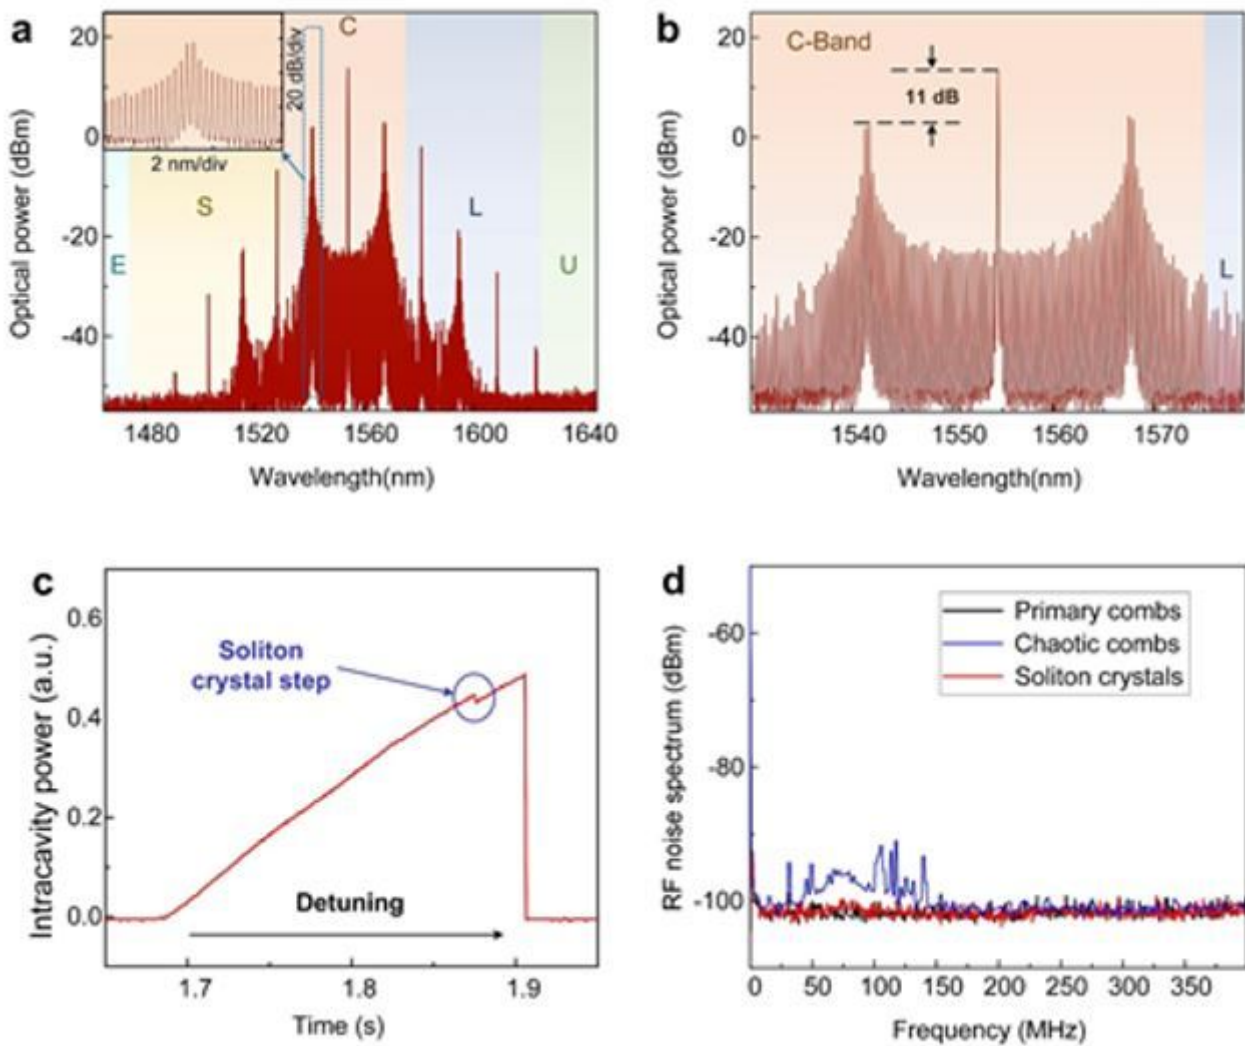 a
20
0
-20
-40
Optical power (dBm)
20 dB/div
2 nm/div
E
S
C
L
U
1480
1520
1560
1600
1640
Wavelength(nm)
b
20
0
-20
-40
Optical power (dBm)
C-Band
11 dB
L
1540
1550
1560
1570
Wavelength(nm)
c
0.6
0.4
0.2
0.0
Intracavity power (a.u.)
Soliton
crystal step
Detuning
1.7
1.8
1.9
Time (s)
d
-60
-80
-100
RF noise spectrum (dBm)
Primary combs
Chaotic combs
Soliton crystals
0
50
100
150
200
250
300
350
Frequency (MHz)